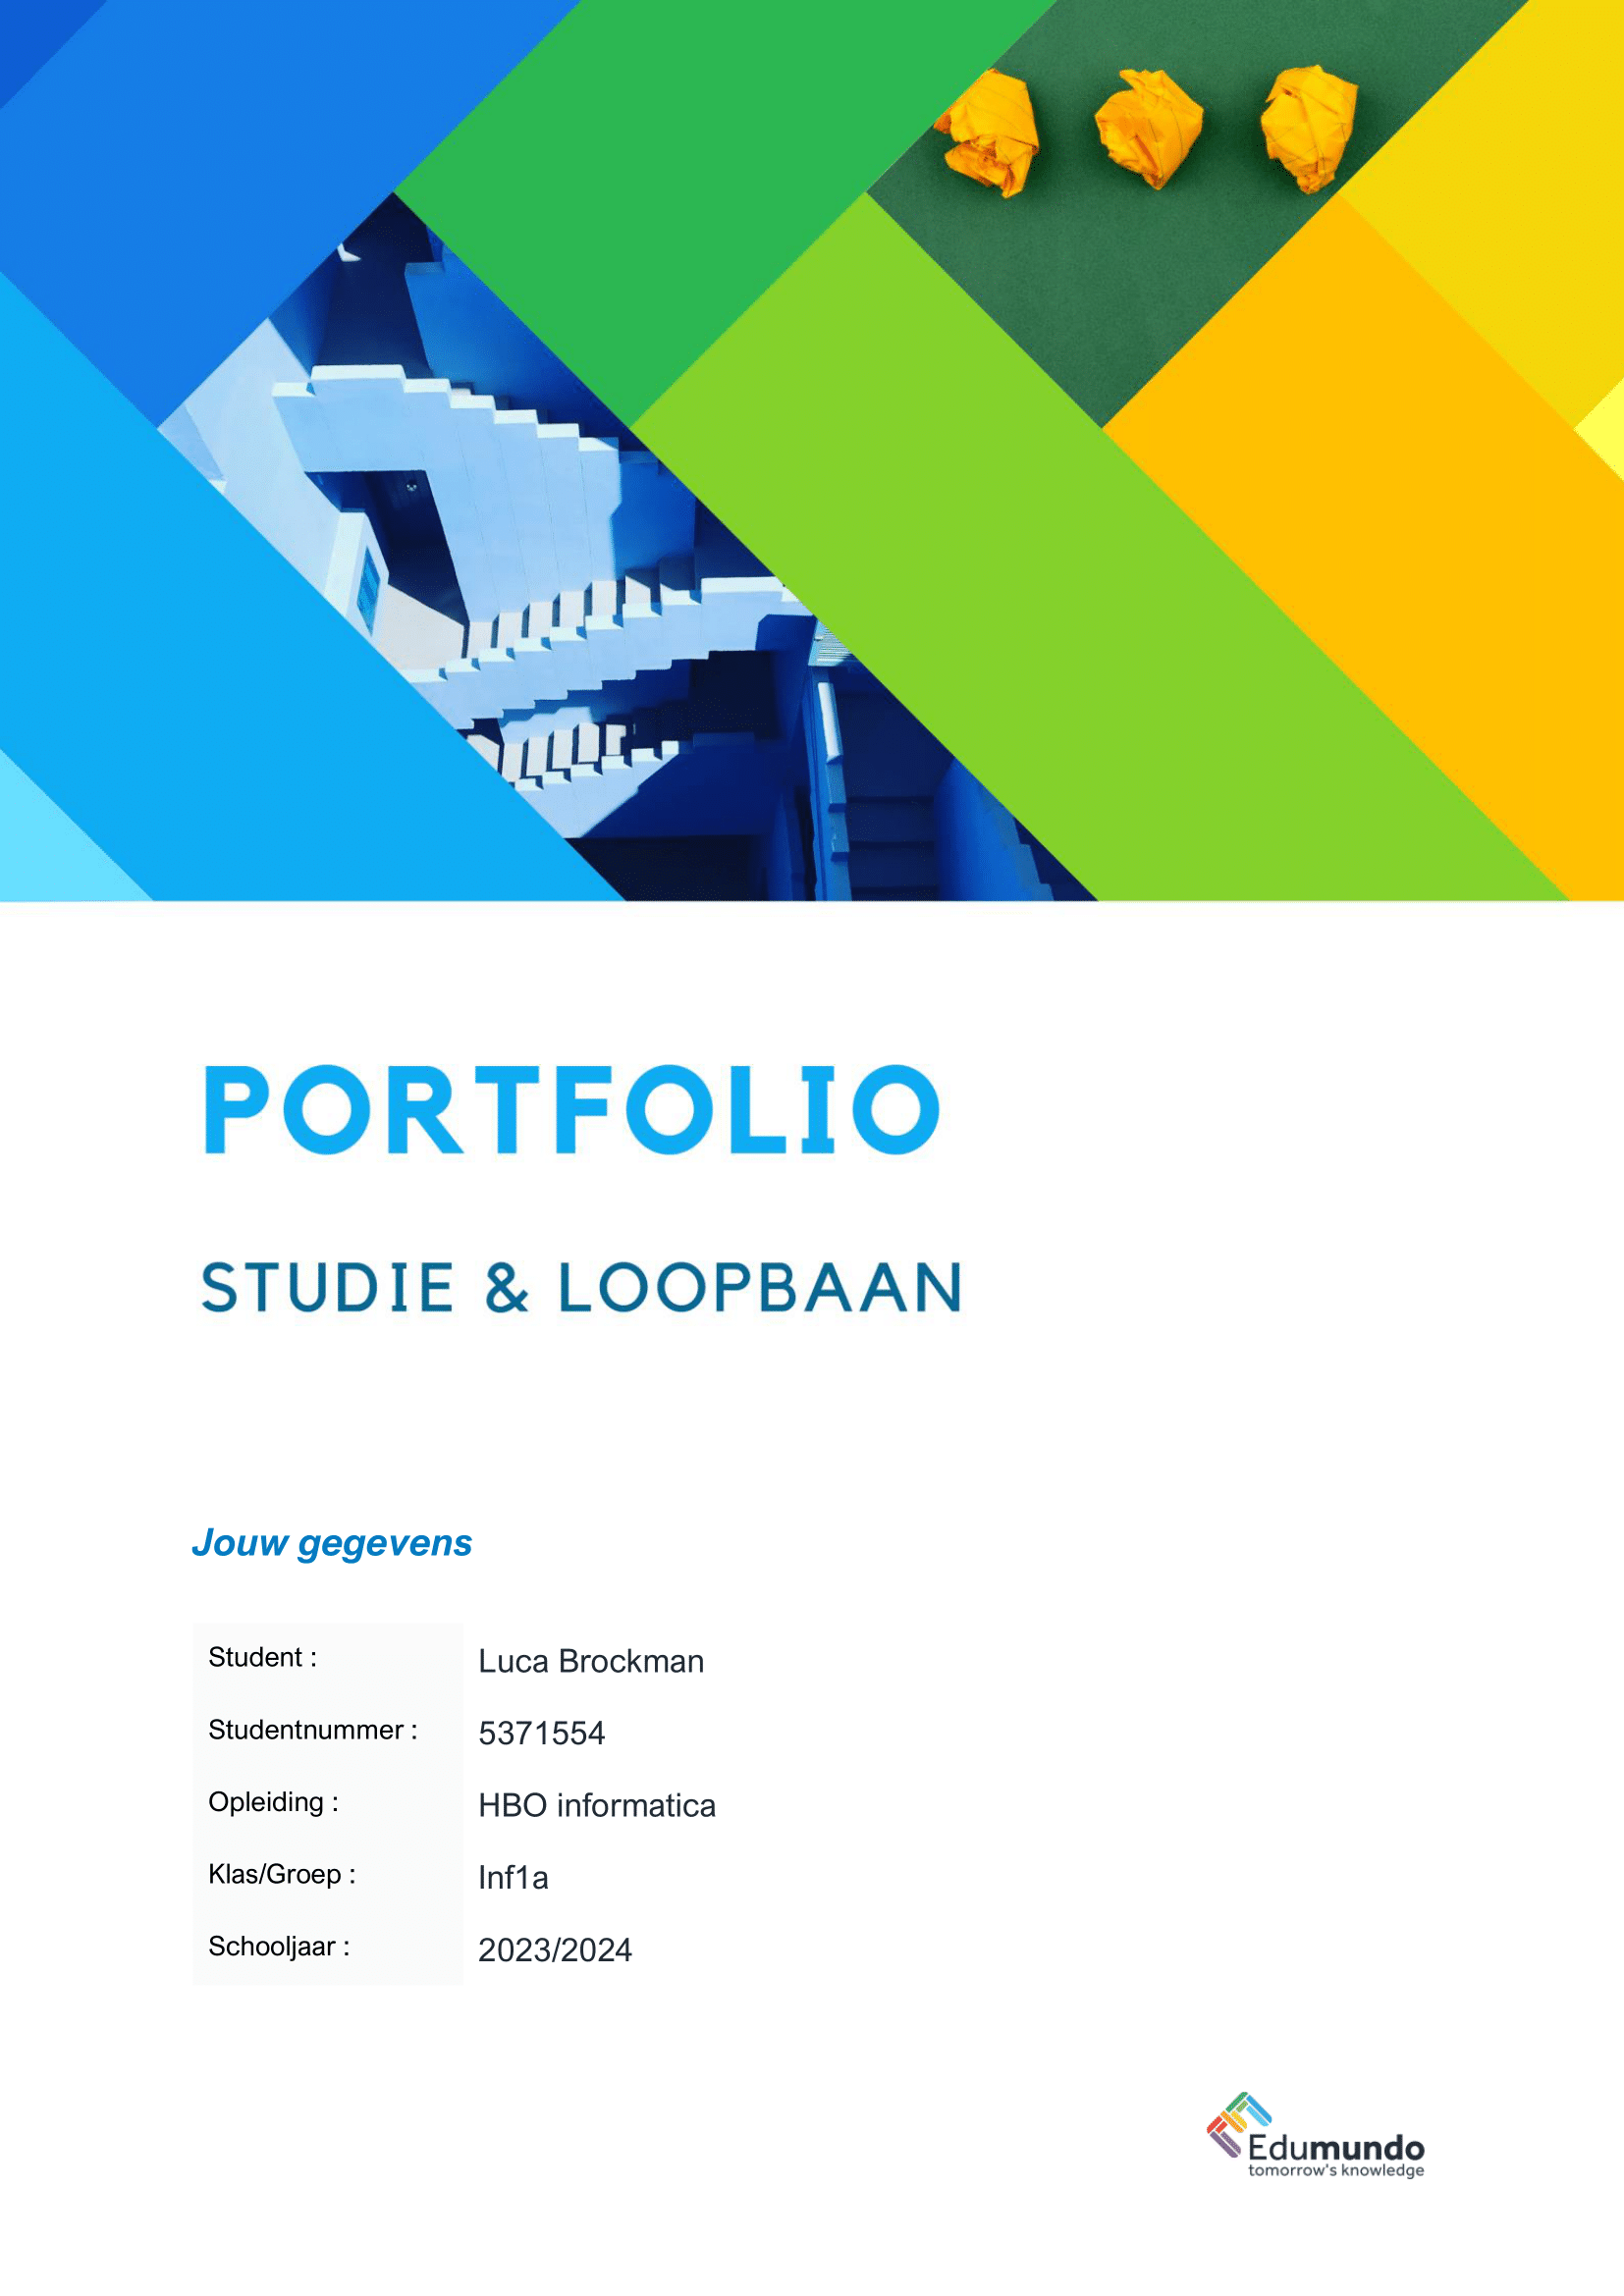 PORTFOLIO
STUDIE & LOOPBAAN
Jouw gegevens
Student : Luca Brockman
Studentnummer : 5371554
Opleiding : HBO informatica
Klas/Groep : Inf1a
Schooljaar : 2023/2024
Edumundo
tomorrow's knowledge